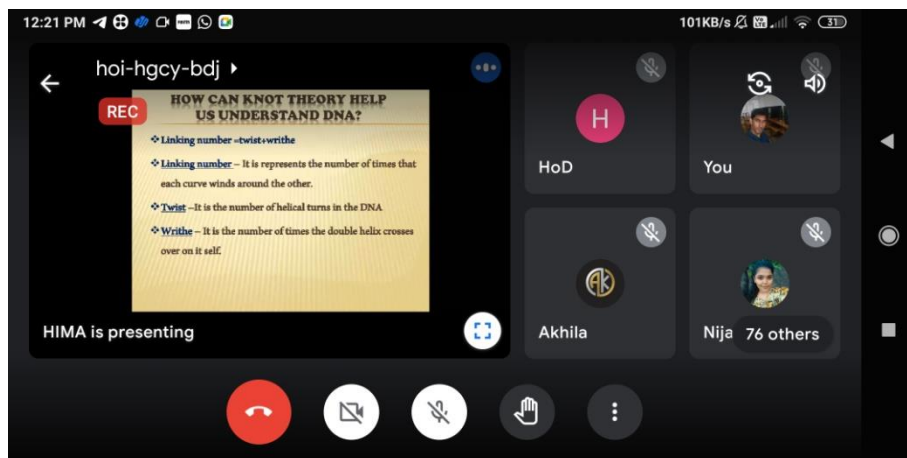 12:21 PM
101KB/s
31
hoi-hgcy-bdj
REC
HOW CAN KNOT THEORY HELP
US UNDERSTAND DNA?
Linking number =twist+writhe
Linking number – It is represents the number of times that
each curve winds around the other.
Twist –It is the number of helical turns in the DNA
Writhe – It is the number of times the double helix crosses
over on it self.
HIMA is presenting
H
HoD
You
AK
Akhila
Nija
76 others